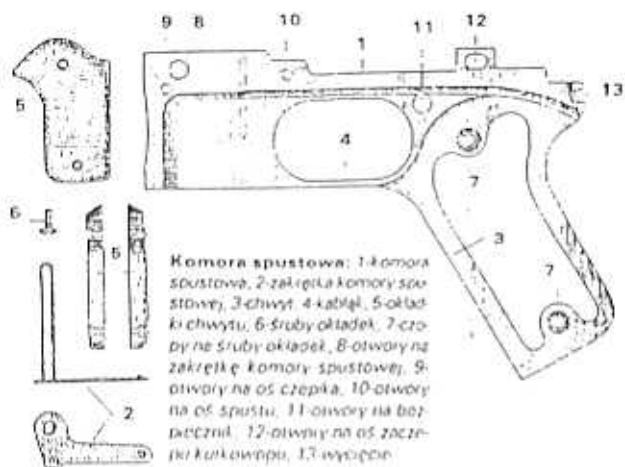 9 8 10 1 11 12
13
5
4
7
6
5
3
7
2
Komora spustowa: 1-komora
spustowa, 2-zakrętka komory spu-
stowej, 3-chwyt, 4-kabłąk, 5-okład-
ki chwytu, 6-śruby okładek, 7-czo-
py na śruby okładek, 8-otwory na
zakrętkę komory spustowej, 9-
otwory na oś czepika, 10-otwory
na oś spustu, 11-otwory na bez-
piecznik, 12-otwory na oś zacze-
pu kurkowego, 13-wycięcie